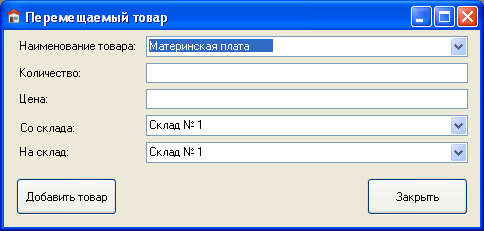 Перемещаемый товар
Наименование товара: Материнская плата
Количество:
Цена:
Со склада: Склад № 1
На склад: Склад № 1
Добавить товар Закрыть